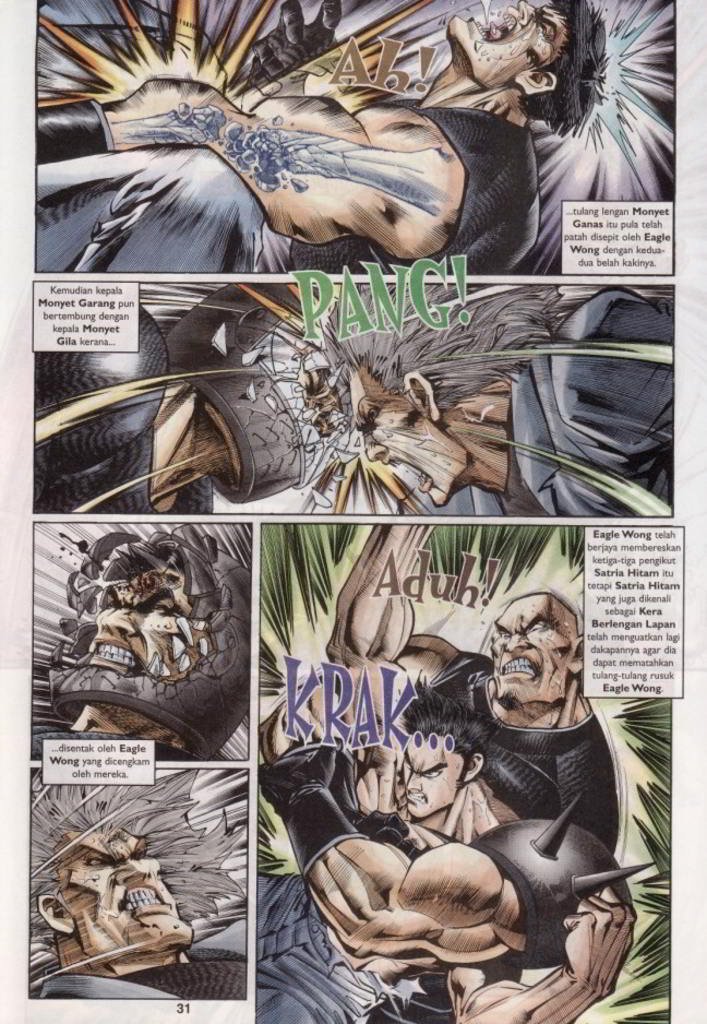 Ah!
...tulang lengan Monyet
Ganas itu pula telah
patah disepit oleh Eagle
Wong dengan kedua-
dua belah kakinya.
Kemudian kepala
Monyet Garang pun
bertembung dengan
kepala Monyet
Gila kerana...
PANG!
...disentak oleh Eagle
Wong yang dicengkam
oleh mereka.
Aduh!
Eagle Wong telah
berjaya membereskan
ketiga-tiga pengikut
Satria Hitam itu
tetapi Satria Hitam
yang juga dikenali
sebagai Kera
Berlengan Lapan
telah menguatkan lagi
dakapannya agar dia
dapat mematahkan
tulang-tulang rusuk
Eagle Wong.
KRAK...
31